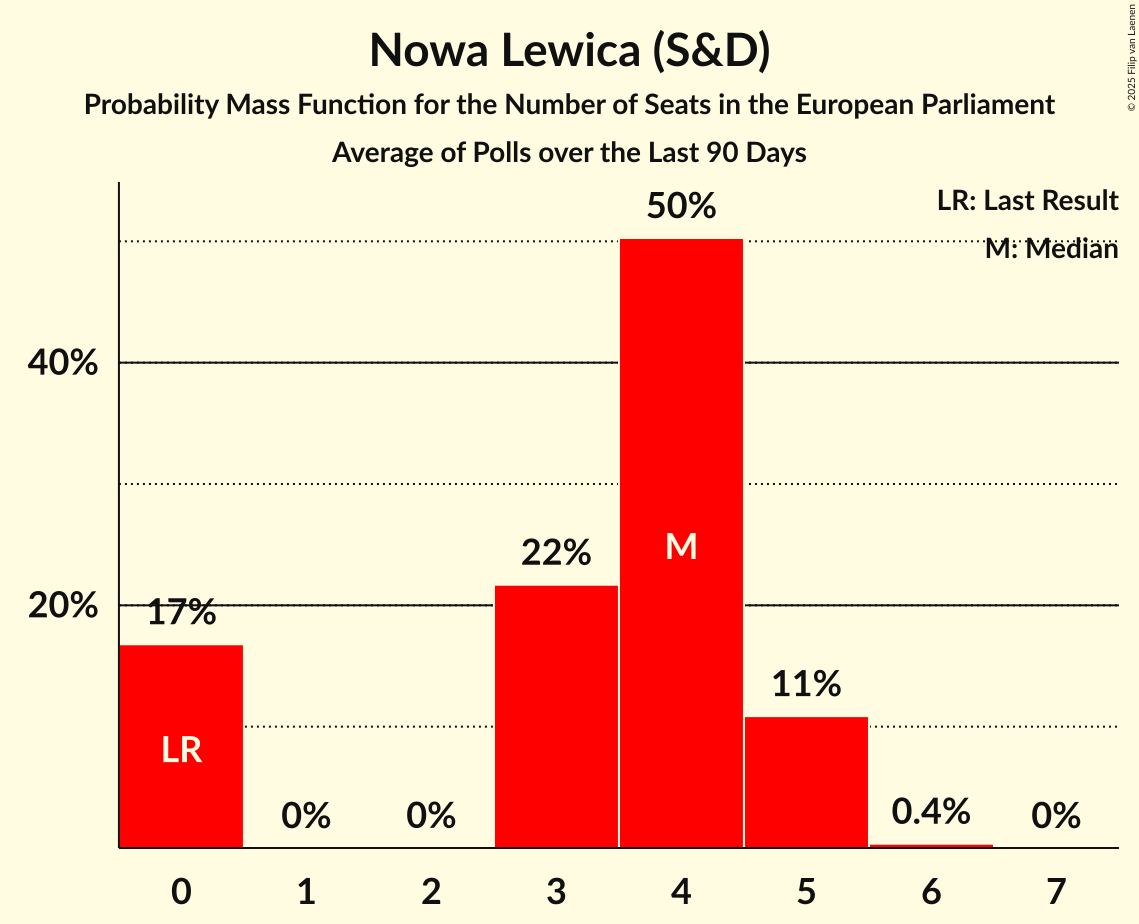 Nowa Lewica (S&D)
Probability Mass Function for the Number of Seats in the European Parliament
Average of Polls over the Last 90 Days
© 2025 Filip van Laenen
LR: Last Result
M: Median
50%
40%
22%
M
20%
17%
11%
LR
0%
0%
0.4%
0%
0 1 2 3 4 5 6 7